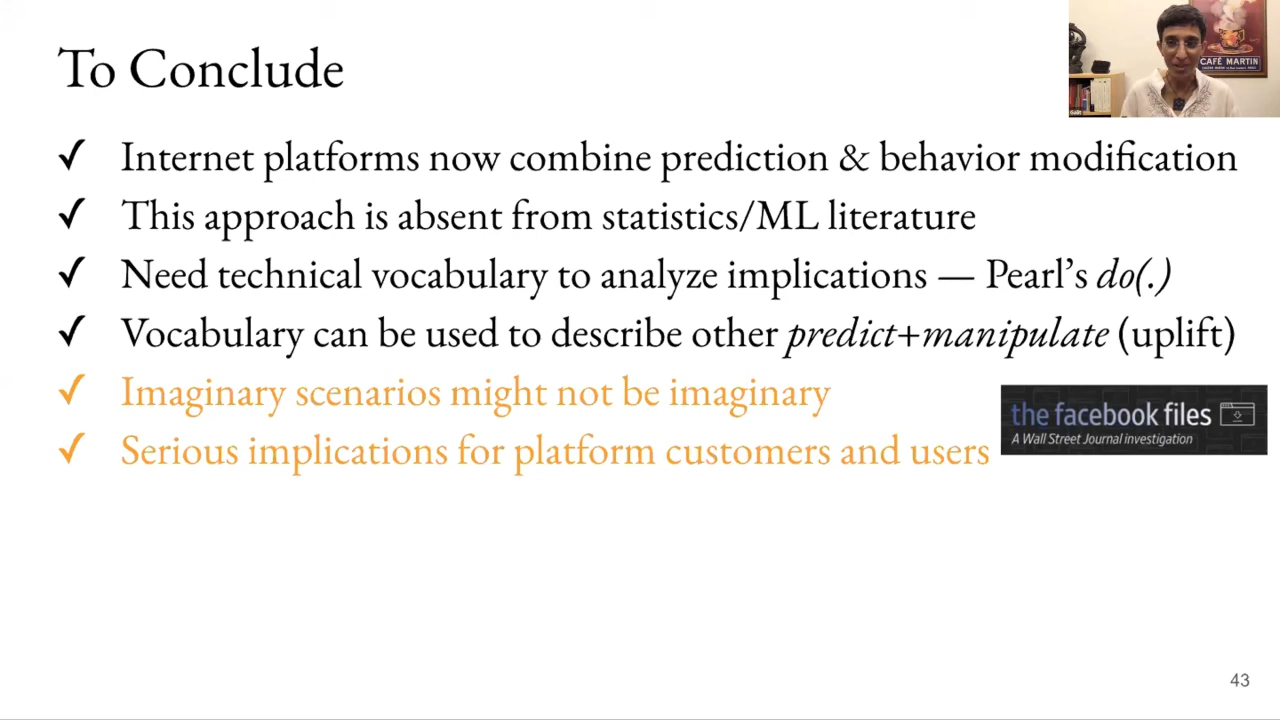 To Conclude
CAFÉ MARTIN
✓ Internet platforms now combine prediction & behavior modification
✓ This approach is absent from statistics/ML literature
✓ Need technical vocabulary to analyze implications — Pearl’s do(.)
✓ Vocabulary can be used to describe other predict+manipulate (uplift)
✓ Imaginary scenarios might not be imaginary
✓ Serious implications for platform customers and users
the facebook files
A Wall Street Journal investigation
43